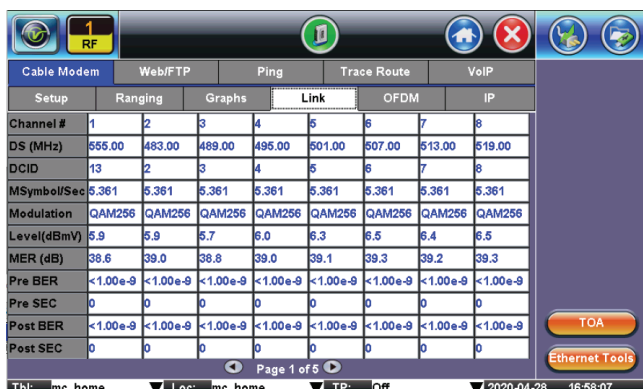 1
RF
Cable Modem Web/FTP Ping Trace Route VoIP
Setup Ranging Graphs Link OFDM IP
Channel # 1 2 3 4 5 6 7 8
DS (MHz) 555.00 483.00 489.00 495.00 501.00 507.00 513.00 519.00
DCID 13 2 3 4 5 6 7 8
MSymbol/Sec 5.361 5.361 5.361 5.361 5.361 5.361 5.361 5.361
Modulation QAM256 QAM256 QAM256 QAM256 QAM256 QAM256 QAM256 QAM256
Level(dBmV) 5.9 5.9 5.7 6.0 6.3 6.5 6.4 6.5
MER (dB) 38.6 39.0 38.8 39.0 39.1 39.3 39.2 39.3
Pre BER <1.00e-9 <1.00e-9 <1.00e-9 <1.00e-9 <1.00e-9 <1.00e-9 <1.00e-9 <1.00e-9
Pre SEC 0 0 0 0 0 0 0 0
Post BER <1.00e-9 <1.00e-9 <1.00e-9 <1.00e-9 <1.00e-9 <1.00e-9 <1.00e-9 <1.00e-9
Post SEC 0 0 0 0 0 0 0 0
Page 1 of 5
TOA
Ethernet Tools
Tbl: mc_home Loc: mc_home TP: Off 2020-04-28 16:58:07